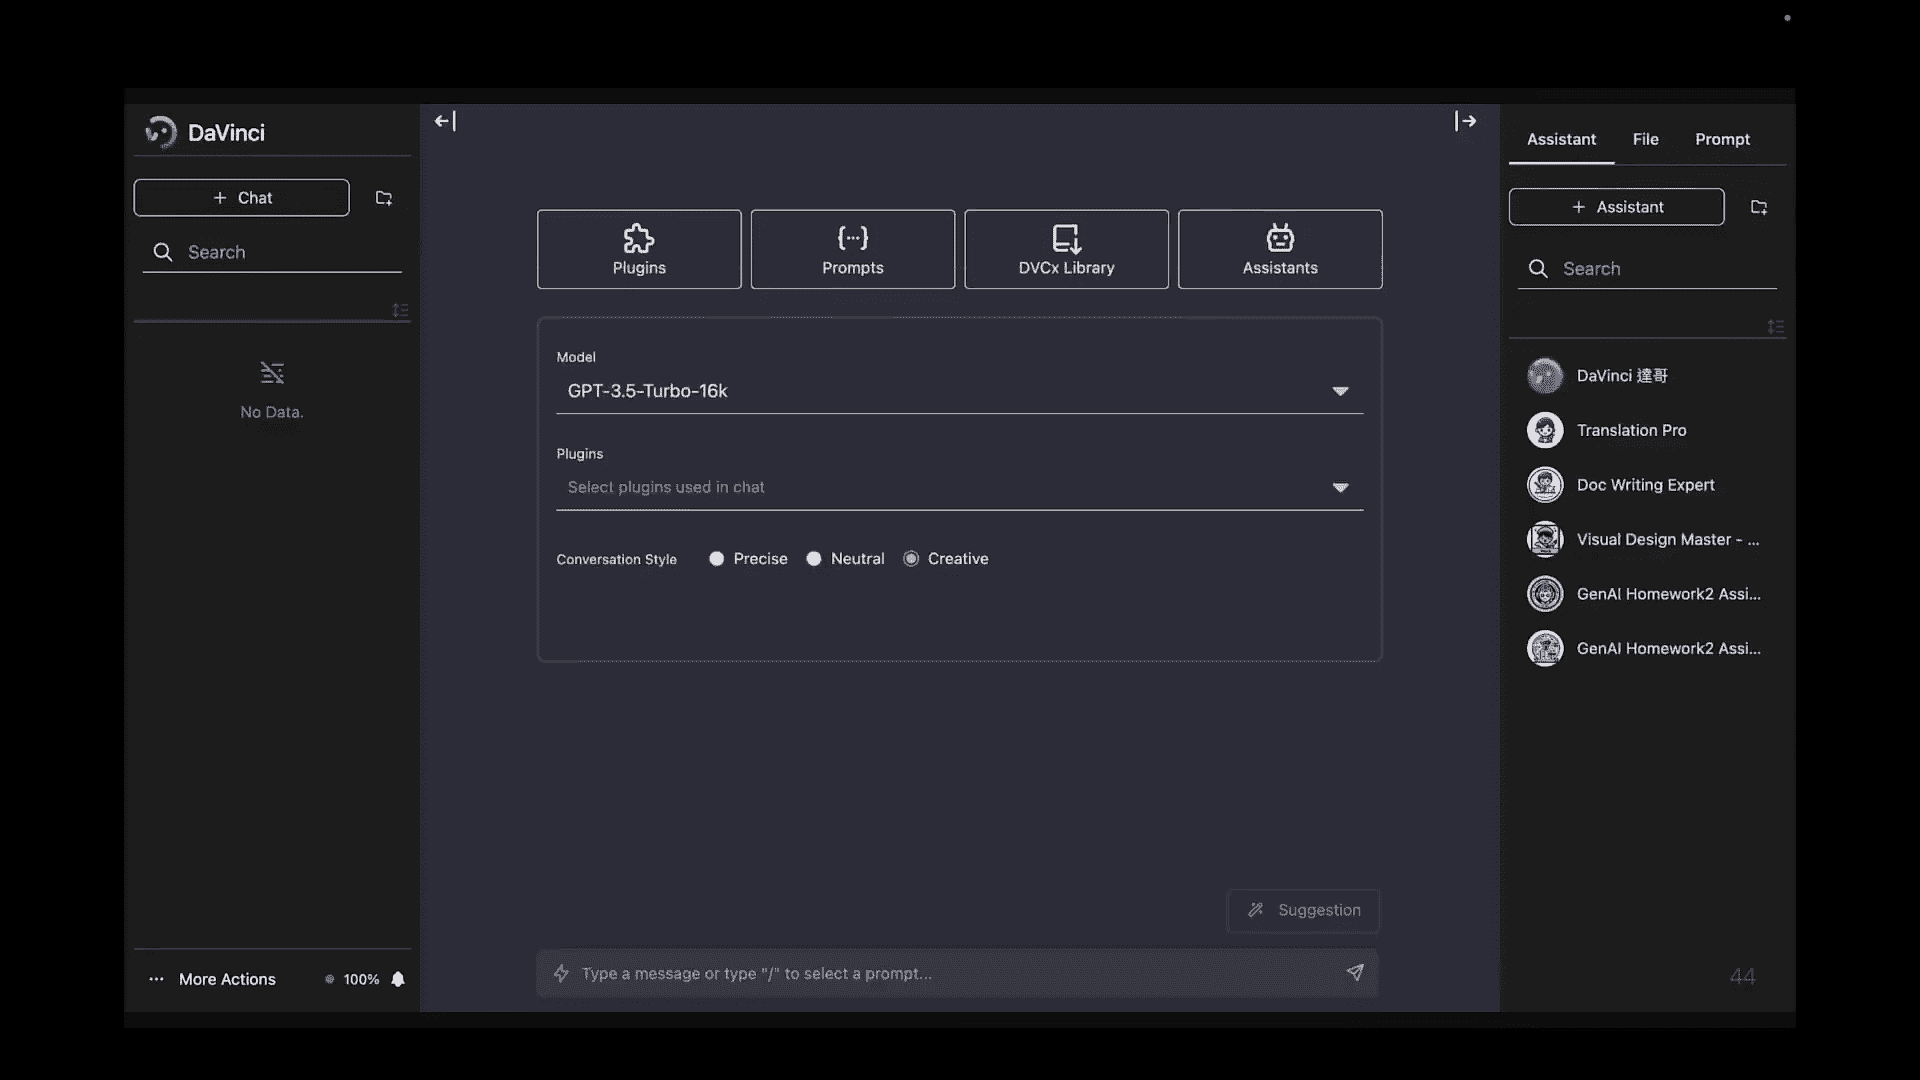 DaVinci
+ Chat
Search
No Data.
More Actions
100%
Plugins
Prompts
DVCx Library
Assistants
Model
GPT-3.5-Turbo-16k
Plugins
Select plugins used in chat
Conversation Style
Precise
Neutral
Creative
Suggestion
Type a message or type "/" to select a prompt...
Assistant
File
Prompt
+ Assistant
Search
DaVinci 達哥
Translation Pro
Doc Writing Expert
Visual Design Master - ...
GenAI Homework2 Assi...
GenAI Homework2 Assi...
44